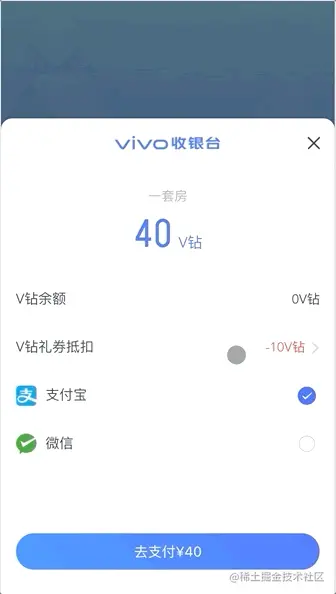 vivo收银台
一套房
40 V钻
V钻余额 0V钻
V钻礼券抵扣 -10V钻
支付宝
微信
去支付¥40
@稀土掘金技术社区